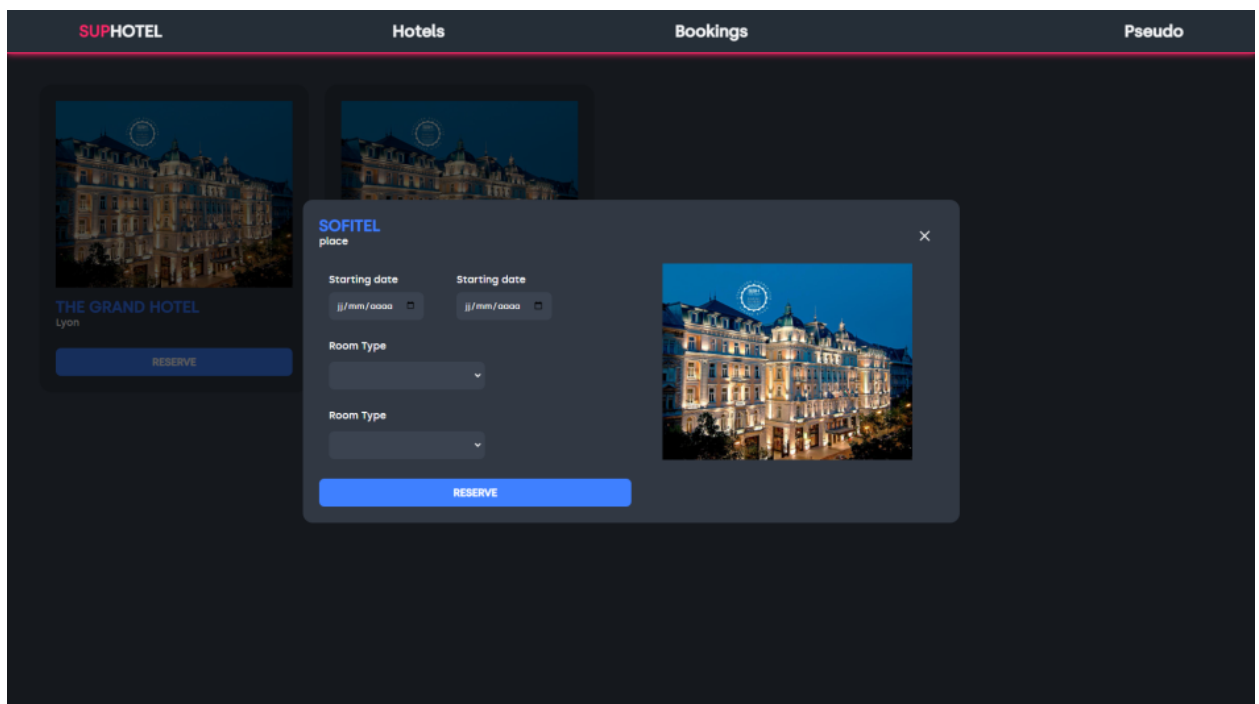 SUPHOTEL Hotels Bookings Pseudo
SOFITEL
place
×
Starting date Starting date
jj/mm/aaaa jj/mm/aaaa
Room Type
Room Type
RESERVE
THE GRAND HOTEL
Lyon
RESERVE